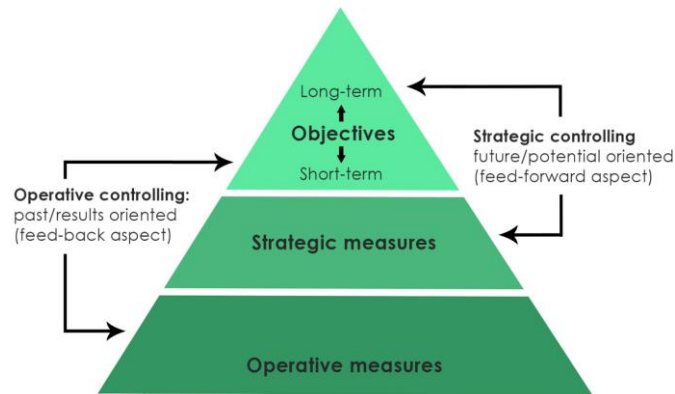 Long-term
Objectives
Short-term
Strategic controlling
future/potential oriented
(feed-forward aspect)
Operative controlling:
past/results oriented
(feed-back aspect)
Strategic measures
Operative measures